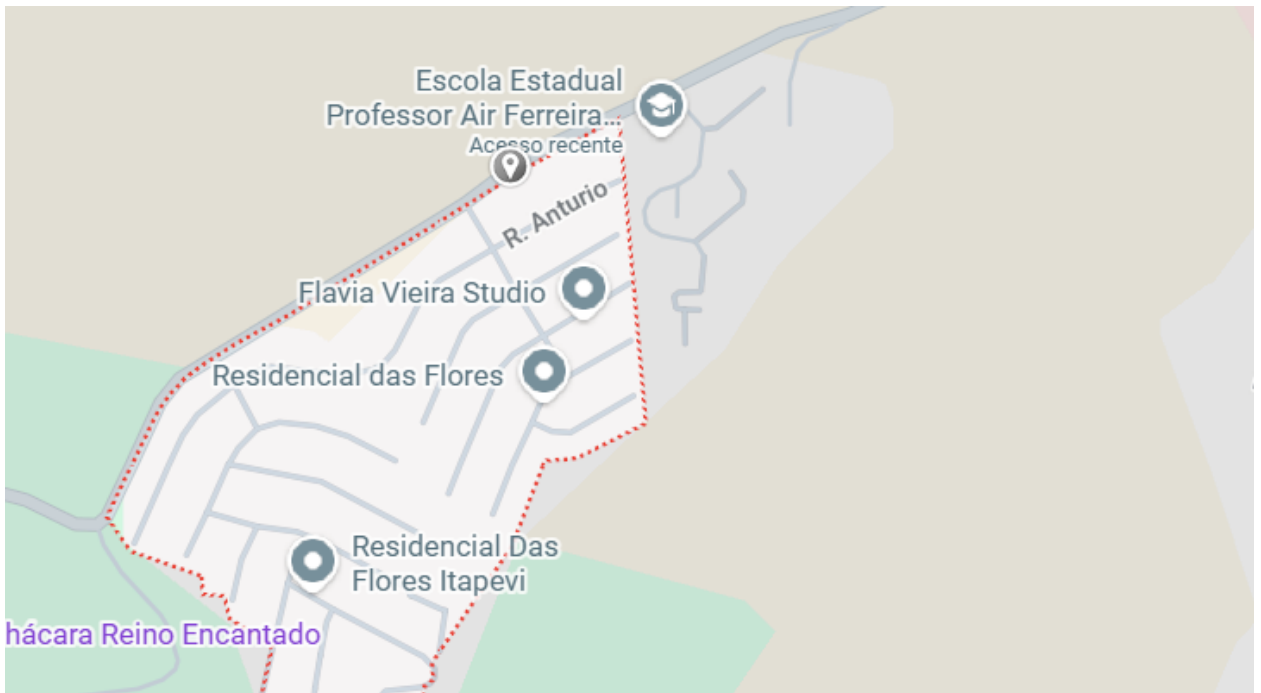 Escola Estadual
Professor Air Ferreira...
Acesso recente
R. Anturio
Flavia Vieira Studio
Residencial das Flores
Residencial Das
Flores Itapevi
hácara Reino Encantado